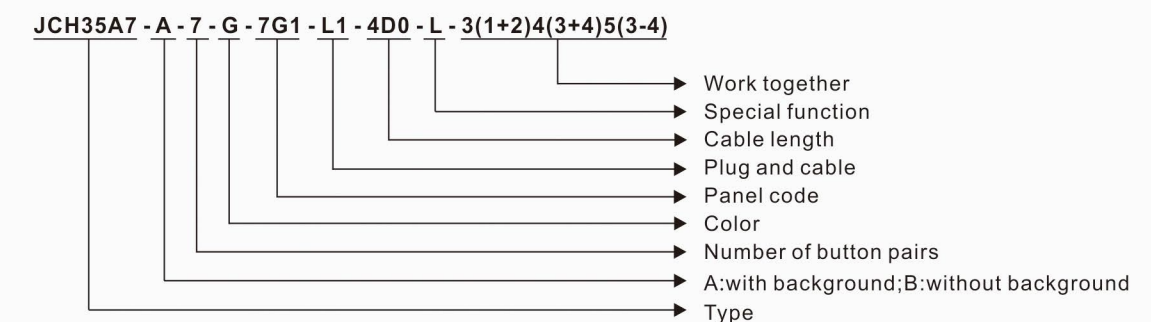 JCH35A7-A-7-G-7G1-L1-4D0-L-3(1+2)4(3+4)5(3-4)
Work together
Special function
Cable length
Plug and cable
Panel code
Color
Number of button pairs
A:with background;B:without background
Type